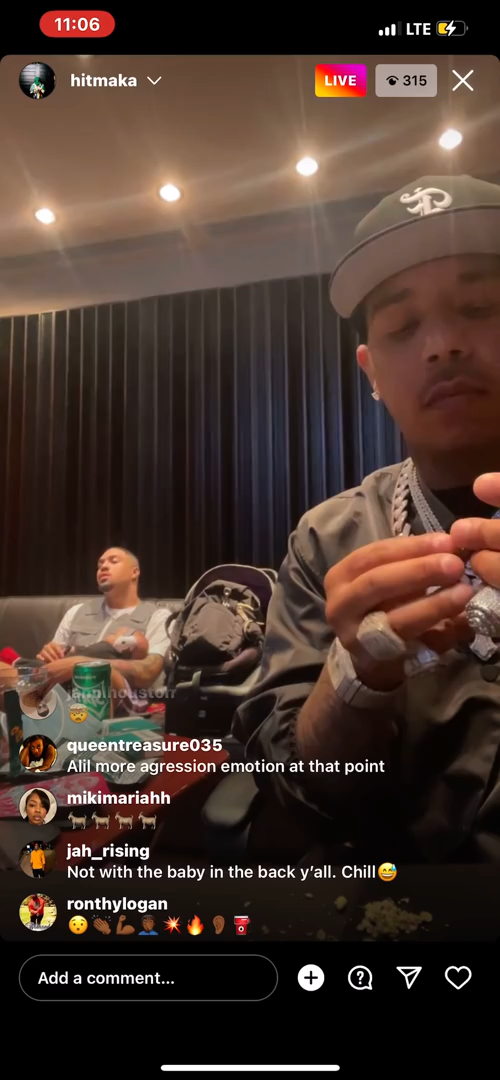 11:06
LTE
hitmaka
LIVE
315
queentreasure035
Alil more agression emotion at that point
mikimariahh
🐐🐐🐐🐐
jah_rising
Not with the baby in the back y'all. Chill😅
ronthylogan
Add a comment...